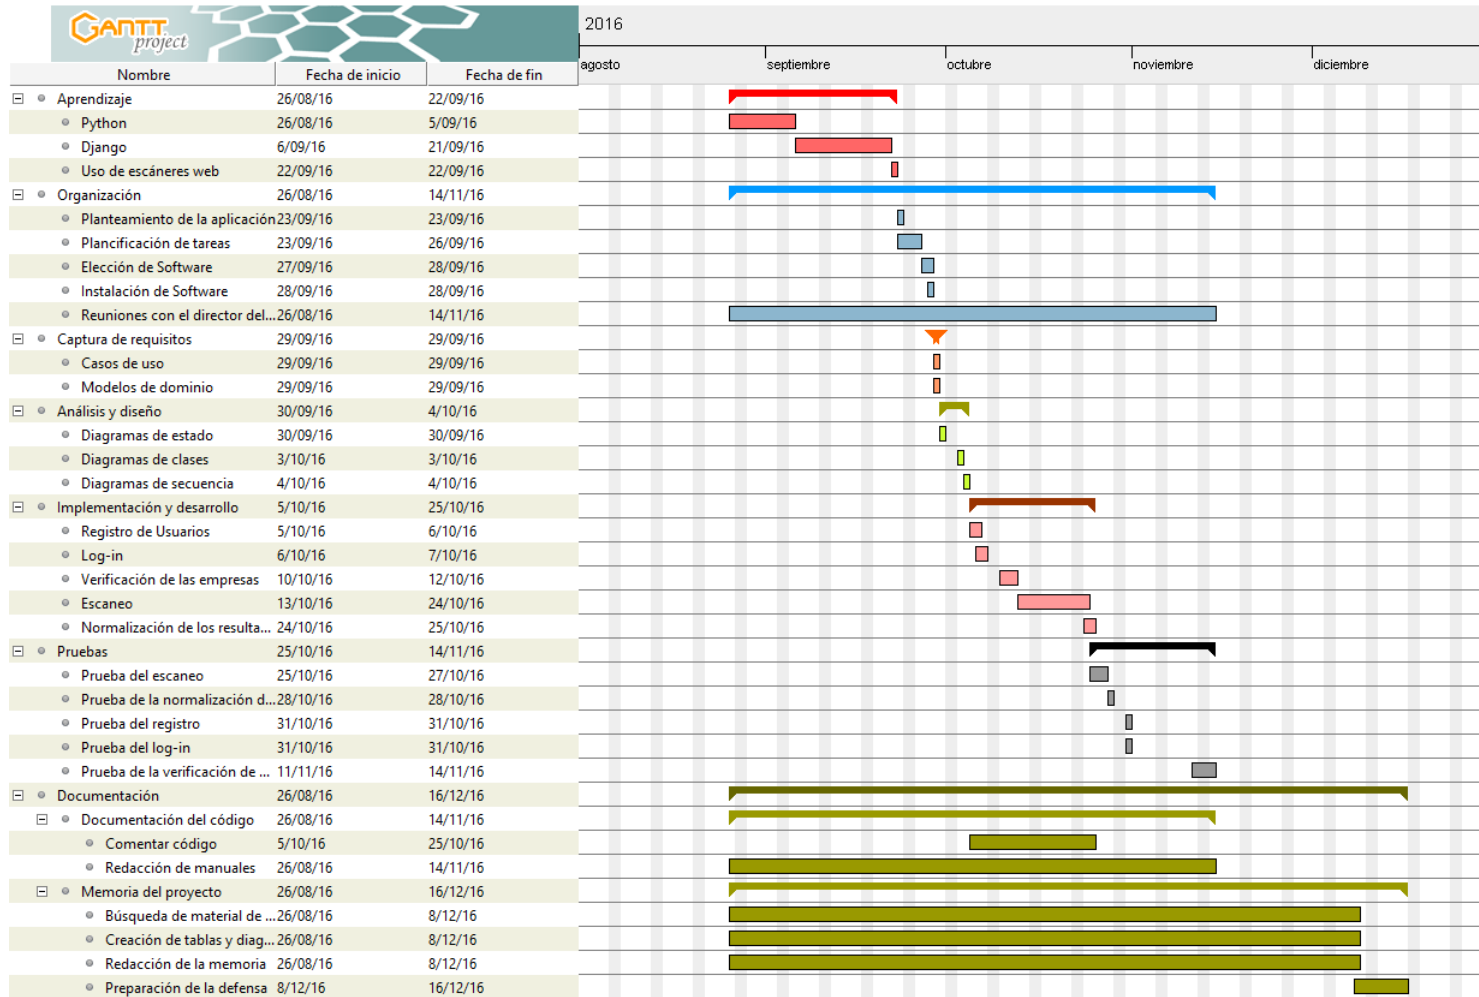 GANTT
project
2016
agosto septiembre octubre noviembre diciembre
Nombre Fecha de inicio Fecha de fin
Aprendizaje 26/08/16 22/09/16
Python 26/08/16 5/09/16
Django 6/09/16 21/09/16
Uso de escáneres web 22/09/16 22/09/16
Organización 26/08/16 14/11/16
Planteamiento de la aplicación 23/09/16 23/09/16
Plancificación de tareas 23/09/16 26/09/16
Elección de Software 27/09/16 28/09/16
Instalación de Software 28/09/16 28/09/16
Reuniones con el director del... 26/08/16 14/11/16
Captura de requisitos 29/09/16 29/09/16
Casos de uso 29/09/16 29/09/16
Modelos de dominio 29/09/16 29/09/16
Análisis y diseño 30/09/16 4/10/16
Diagramas de estado 30/09/16 30/09/16
Diagramas de clases 3/10/16 3/10/16
Diagramas de secuencia 4/10/16 4/10/16
Implementación y desarrollo 5/10/16 25/10/16
Registro de Usuarios 5/10/16 6/10/16
Log-in 6/10/16 7/10/16
Verificación de las empresas 10/10/16 12/10/16
Escaneo 13/10/16 24/10/16
Normalización de los resulta... 24/10/16 25/10/16
Pruebas 25/10/16 14/11/16
Prueba del escaneo 25/10/16 27/10/16
Prueba de la normalización d... 28/10/16 28/10/16
Prueba del registro 31/10/16 31/10/16
Prueba del log-in 31/10/16 31/10/16
Prueba de la verificación de ... 11/11/16 14/11/16
Documentación 26/08/16 16/12/16
Documentación del código 26/08/16 14/11/16
Comentar código 5/10/16 25/10/16
Redacción de manuales 26/08/16 14/11/16
Memoria del proyecto 26/08/16 16/12/16
Búsqueda de material de ... 26/08/16 8/12/16
Creación de tablas y diag... 26/08/16 8/12/16
Redacción de la memoria 26/08/16 8/12/16
Preparación de la defensa 8/12/16 16/12/16